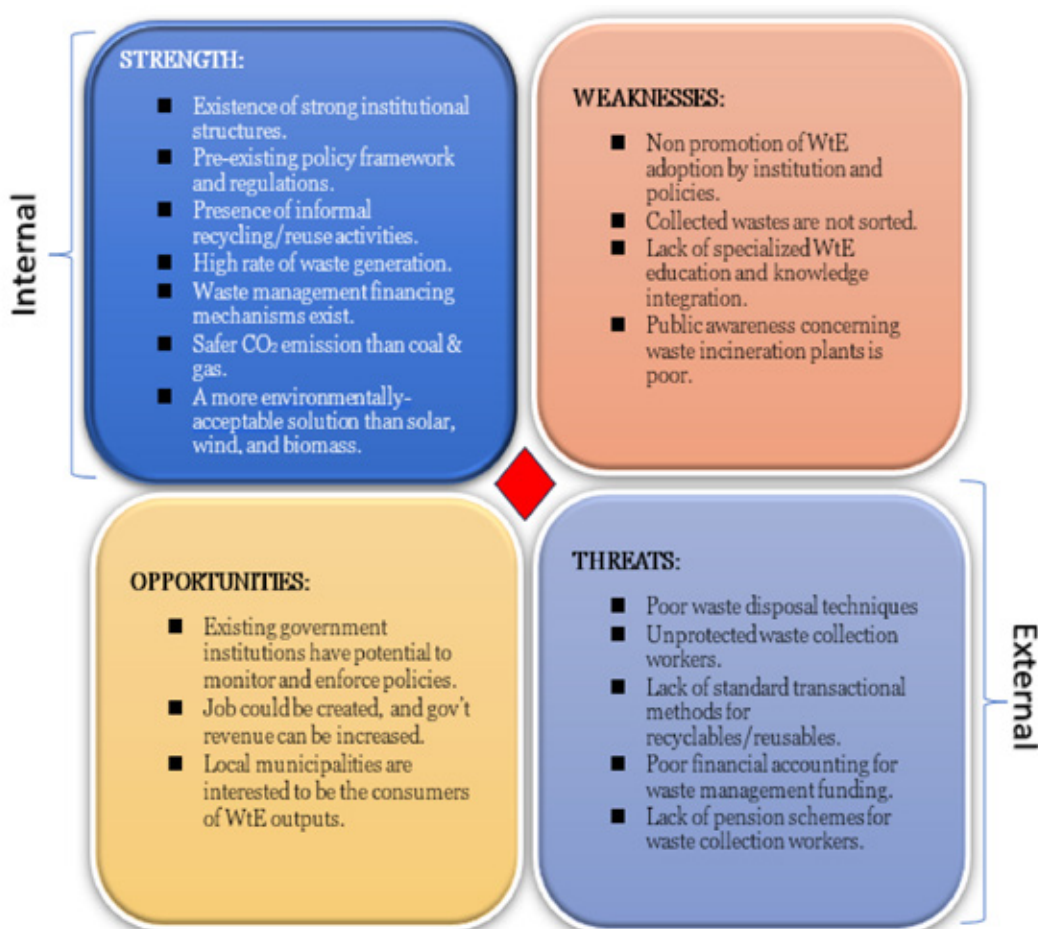 Internal
STRENGTH:
■ Existence of strong institutional
structures.
■ Pre-existing policy framework
and regulations.
■ Presence of informal
recycling/reuse activities.
■ High rate of waste generation.
■ Waste management financing
mechanisms exist.
■ Safer CO₂ emission than coal &
gas.
■ A more environmentally-
acceptable solution than solar,
wind, and biomass.
WEAKNESSES:
■ Non promotion of WtE
adoption by institution and
policies.
■ Collected wastes are not sorted.
■ Lack of specialized WtE
education and knowledge
integration.
■ Public awareness concerning
waste incineration plants is
poor.
OPPORTUNITIES:
■ Existing government
institutions have potential to
monitor and enforce policies.
■ Job could be created, and gov't
revenue can be increased.
■ Local municipalities are
interested to be the consumers
of WtE outputs.
THREATS:
■ Poor waste disposal techniques
■ Unprotected waste collection
workers.
■ Lack of standard transactional
methods for
recyclables/reusables.
■ Poor financial accounting for
waste management funding.
■ Lack of pension schemes for
waste collection workers.
External